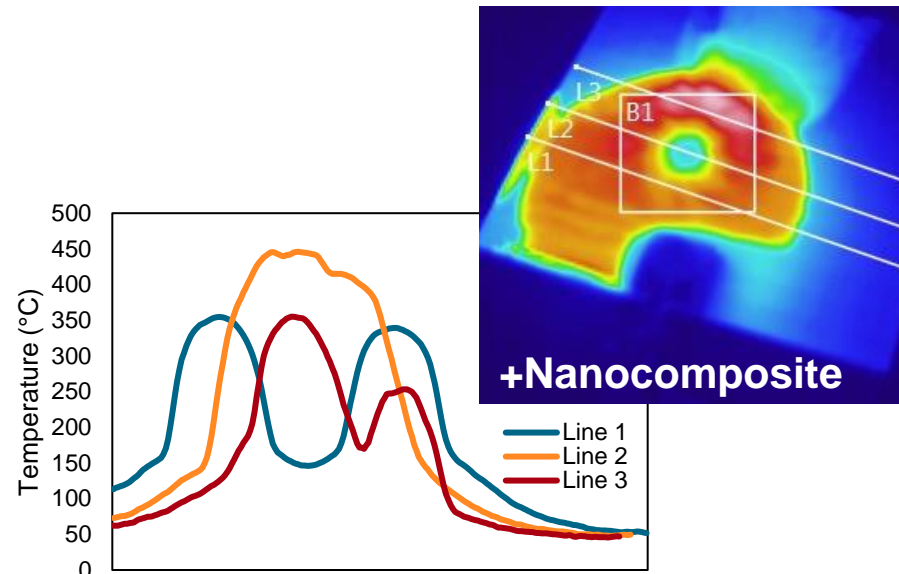 L3
B1
L2
L1
+Nanocomposite
500
450
400
350
300
250
200
150
100
50
0
Temperature (°C)
Line 1
Line 2
Line 3